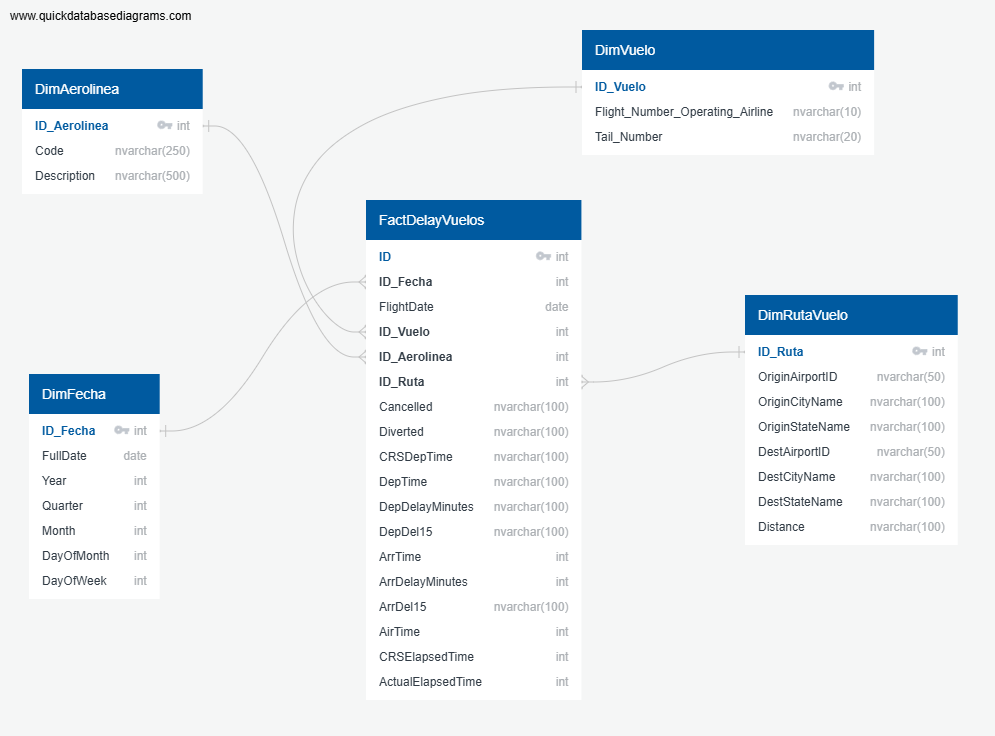 www.quickdatabasediagrams.com
DimAerolinea
ID_Aerolinea int
Code nvarchar(250)
Description nvarchar(500)
DimVuelo
ID_Vuelo int
Flight_Number_Operating_Airline nvarchar(10)
Tail_Number nvarchar(20)
FactDelayVuelos
ID int
ID_Fecha int
FlightDate date
ID_Vuelo int
ID_Aerolinea int
ID_Ruta int
Cancelled nvarchar(100)
Diverted nvarchar(100)
CRSDepTime nvarchar(100)
DepTime nvarchar(100)
DepDelayMinutes nvarchar(100)
DepDel15 nvarchar(100)
ArrTime int
ArrDelayMinutes int
ArrDel15 nvarchar(100)
AirTime int
CRSElapsedTime int
ActualElapsedTime int
DimRutaVuelo
ID_Ruta int
OriginAirportID nvarchar(50)
OriginCityName nvarchar(100)
OriginStateName nvarchar(100)
DestAirportID nvarchar(50)
DestCityName nvarchar(100)
DestStateName nvarchar(100)
Distance nvarchar(100)
DimFecha
ID_Fecha int
FullDate date
Year int
Quarter int
Month int
DayOfMonth int
DayOfWeek int